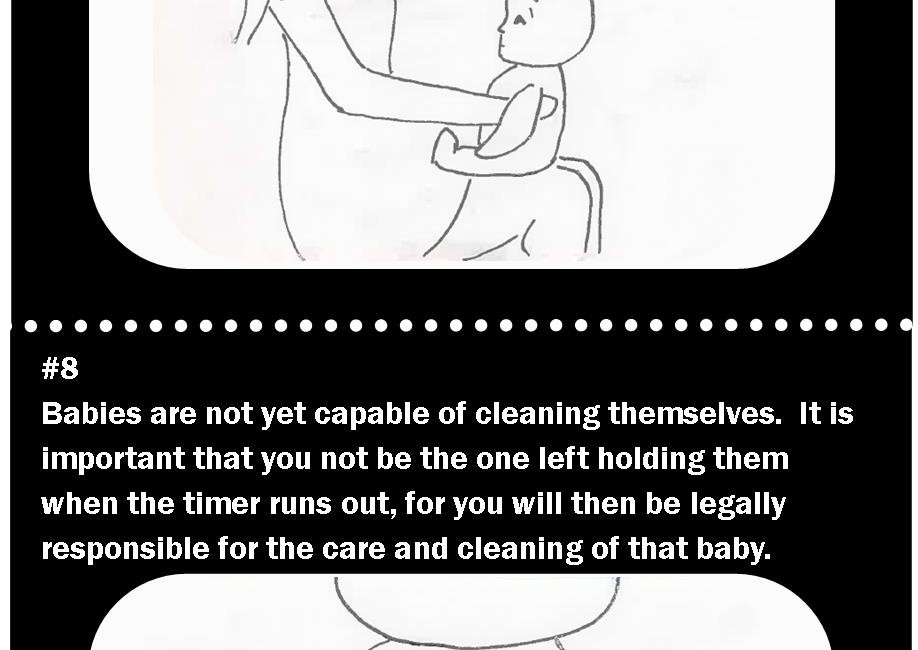 #8
Babies are not yet capable of cleaning themselves.  It is
important that you not be the one left holding them
when the timer runs out, for you will then be legally
responsible for the care and cleaning of that baby.